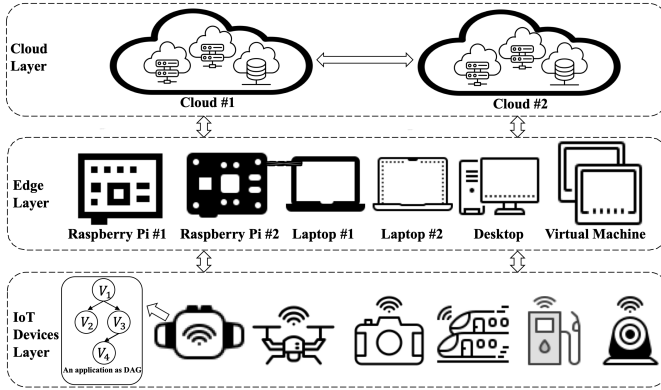 Cloud
Layer
Cloud #1
Cloud #2
Edge
Layer
Raspberry Pi #1
Raspberry Pi #2
Laptop #1
Laptop #2
Desktop
Virtual Machine
IoT
Devices
Layer
V1
V2
V3
V4
An application as DAG